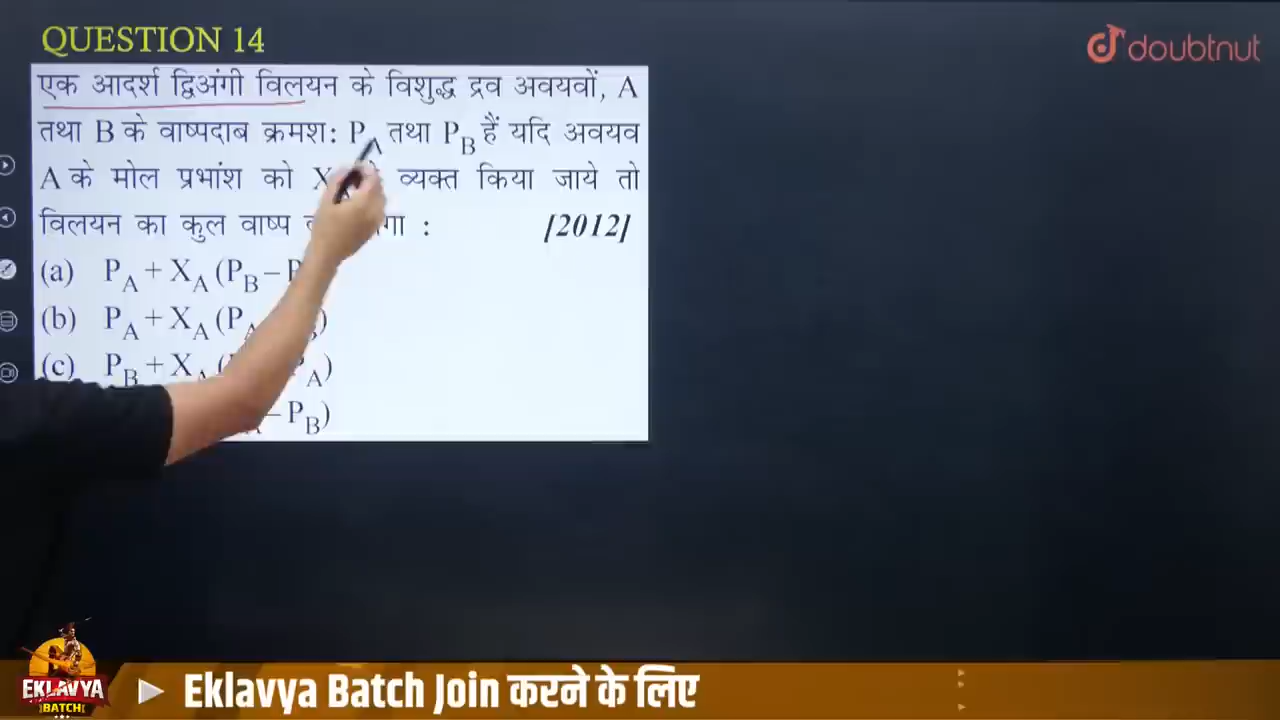 QUESTION 14
doubtnut
एक आदर्श द्विअंगी विलयन के विशुद्ध द्रव अवयवों, A
तथा B के वाष्पदाब क्रमश: P_A तथा P_B हैं यदि अवयव
A के मोल प्रभांश को X व्यक्त किया जाये तो
विलयन का कुल वाष्प : [2012]
(a) P_A + X_A (P_B – P
(b) P_A + X_A (P_A )
(c) P_B + X_A ( P_A)
– P_B)
EKLAVYA
BATCH
Eklavya Batch Join करने के लिए